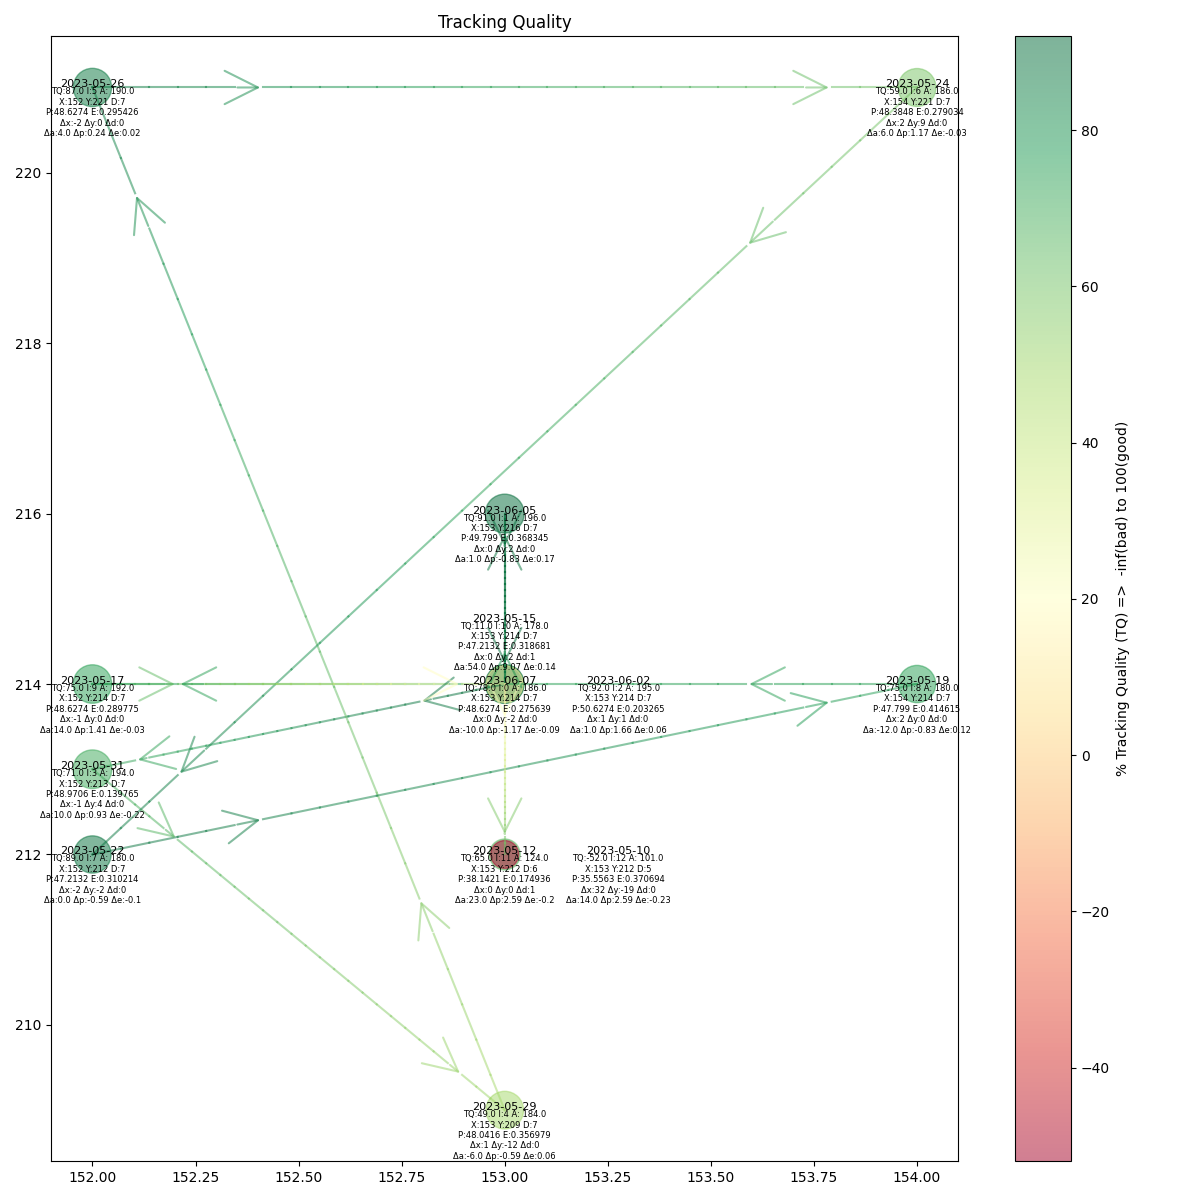 Tracking Quality
2023-05-26
TQ:87.0 I:5 A: 190.0
X:152 Y:221 D:7
P:48.6274 E:0.295426
Δx:-2 Δy:0 Δd:0
Δa:4.0 Δp:0.24 Δe:0.02
2023-05-24
TQ:59.0 I:6 A: 186.0
X:154 Y:221 D:7
P:48.3848 E:0.279034
Δx:2 Δy:9 Δd:0
Δa:6.0 Δp:1.17 Δe:-0.03
2023-06-05
TQ:91.0 I:1 A: 196.0
X:153 Y:216 D:7
P:49.799 E:0.368345
Δx:0 Δy:2 Δd:0
Δa:1.0 Δp:-0.83 Δe:0.17
2023-05-15
TQ:11.0 I:10 A: 178.0
X:153 Y:214 D:7
P:47.2132 E:0.318681
Δx:0 Δy:2 Δd:1
Δa:54.0 Δp:9.07 Δe:0.14
2023-05-17
TQ:75.0 I:9 A: 192.0
X:152 Y:214 D:7
P:48.6274 E:0.289775
Δx:-1 Δy:0 Δd:0
Δa:14.0 Δp:1.41 Δe:-0.03
2023-06-07
TQ:78.0 I:0 A: 186.0
X:153 Y:214 D:7
P:48.6274 E:0.275639
Δx:0 Δy:-2 Δd:0
Δa:-10.0 Δp:-1.17 Δe:-0.09
2023-06-02
TQ:92.0 I:2 A: 195.0
X:153 Y:214 D:7
P:50.6274 E:0.203265
Δx:1 Δy:1 Δd:0
Δa:1.0 Δp:1.66 Δe:0.06
2023-05-19
TQ:75.0 I:8 A: 180.0
X:154 Y:214 D:7
P:47.799 E:0.414615
Δx:2 Δy:0 Δd:0
Δa:-12.0 Δp:-0.83 Δe:0.12
2023-05-31
TQ:71.0 I:3 A: 194.0
X:152 Y:213 D:7
P:48.9706 E:0.139765
Δx:-1 Δy:4 Δd:0
Δa:10.0 Δp:0.93 Δe:-0.22
2023-05-22
TQ:89.0 I:7 A: 180.0
X:152 Y:212 D:7
P:47.2132 E:0.310214
Δx:-2 Δy:-2 Δd:0
Δa:0.0 Δp:-0.59 Δe:-0.1
2023-05-12
TQ:65.0 I:11 A: 124.0
X:153 Y:212 D:6
P:38.1421 E:0.174936
Δx:0 Δy:0 Δd:1
Δa:23.0 Δp:2.59 Δe:-0.2
2023-05-10
TQ:-52.0 I:12 A: 101.0
X:153 Y:212 D:5
P:35.5563 E:0.370694
Δx:32 Δy:-19 Δd:0
Δa:14.0 Δp:2.59 Δe:-0.23
2023-05-29
TQ:49.0 I:4 A: 184.0
X:153 Y:209 D:7
P:48.0416 E:0.356979
Δx:1 Δy:-12 Δd:0
Δa:-6.0 Δp:-0.59 Δe:0.06
220
218
216
214
212
210
152.00
152.25
152.50
152.75
153.00
153.25
153.50
153.75
154.00
80
60
40
20
0
−20
−40
% Tracking Quality (TQ) => -inf(bad) to 100(good)